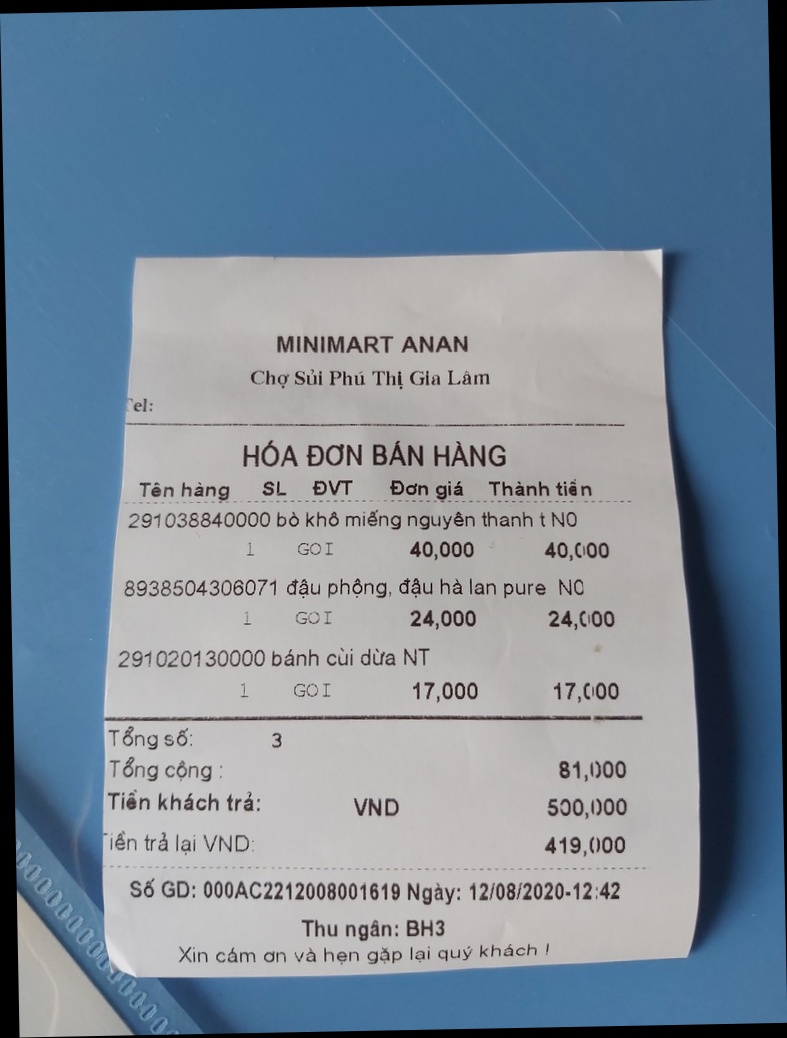 MINIMART ANAN
Chợ Sủi Phú Thị Gia Lâm
Tel:
HÓA ĐƠN BÁN HÀNG
Tên hàng SL ĐVT Đơn giá Thành tiền
291038840000 bò khô miếng nguyên thanh t N0
1 GOI 40,000 40,000
8938504306071 đậu phộng, đậu hà lan pure N0
1 GOI 24,000 24,000
291020130000 bánh cùi dừa NT
1 GOI 17,000 17,000
Tổng số: 3
Tổng cộng : 81,000
Tiền khách trả: VND 500,000
Tiền trả lại VND: 419,000
Số GD: 000AC2212008001619 Ngày: 12/08/2020-12:42
Thu ngân: BH3
Xin cám ơn và hẹn gặp lại quý khách !